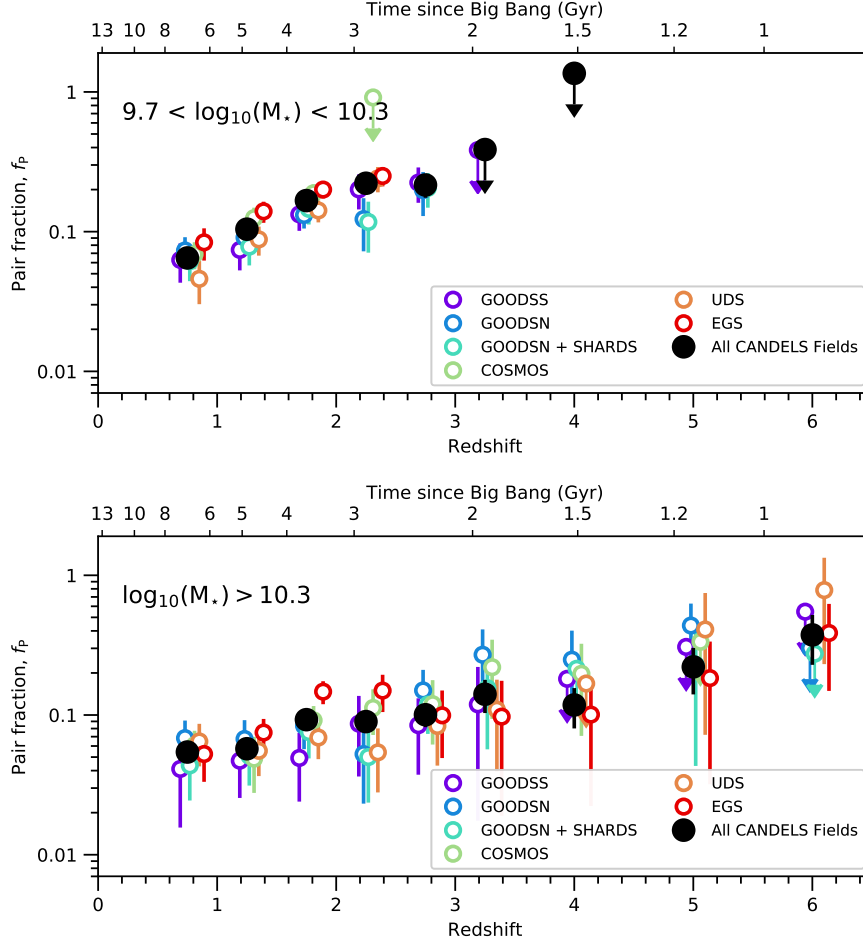 Time since Big Bang (Gyr)
13 10 8 6 5 4 3 2 1.5 1.2 1
1
0.1
0.01
Pair fraction, fₚ
9.7 < log₁₀(M⋆) < 10.3
GOODSS
GOODSN
GOODSN + SHARDS
COSMOS
UDS
EGS
All CANDELS Fields
0 1 2 3 4 5 6
Redshift
Time since Big Bang (Gyr)
13 10 8 6 5 4 3 2 1.5 1.2 1
1
0.1
0.01
Pair fraction, fₚ
log₁₀(M⋆) > 10.3
GOODSS
GOODSN
GOODSN + SHARDS
COSMOS
UDS
EGS
All CANDELS Fields
0 1 2 3 4 5 6
Redshift